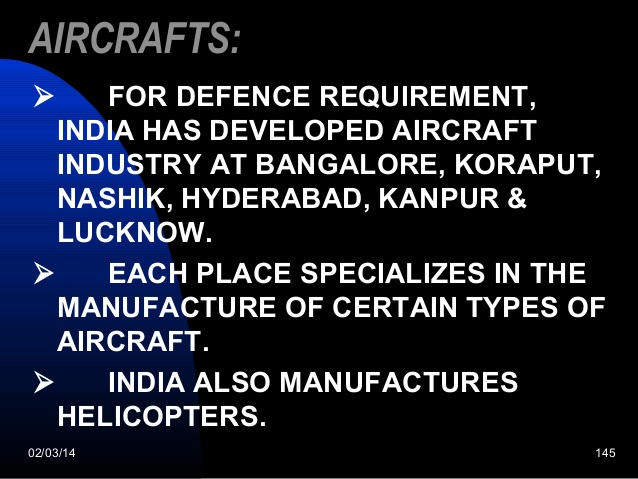 AIRCRAFTS:
➢ FOR DEFENCE REQUIREMENT,
INDIA HAS DEVELOPED AIRCRAFT
INDUSTRY AT BANGALORE, KORAPUT,
NASHIK, HYDERABAD, KANPUR &
LUCKNOW.
➢ EACH PLACE SPECIALIZES IN THE
MANUFACTURE OF CERTAIN TYPES OF
AIRCRAFT.
➢ INDIA ALSO MANUFACTURES
HELICOPTERS.
02/03/14 145